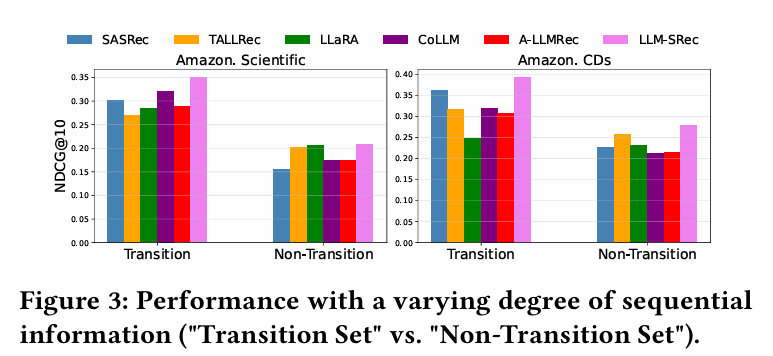 SASRec TALLRec LLaRA CoLLM A-LLMRec LLM-SRec
Amazon. Scientific Amazon. CDs
NDCG@10
0.35
0.30
0.25
0.20
0.15
0.10
0.05
0.00
Transition Non-Transition
0.40
0.35
0.30
0.25
0.20
0.15
0.10
0.05
0.00
Transition Non-Transition
Figure 3: Performance with a varying degree of sequential
information ("Transition Set" vs. "Non-Transition Set").